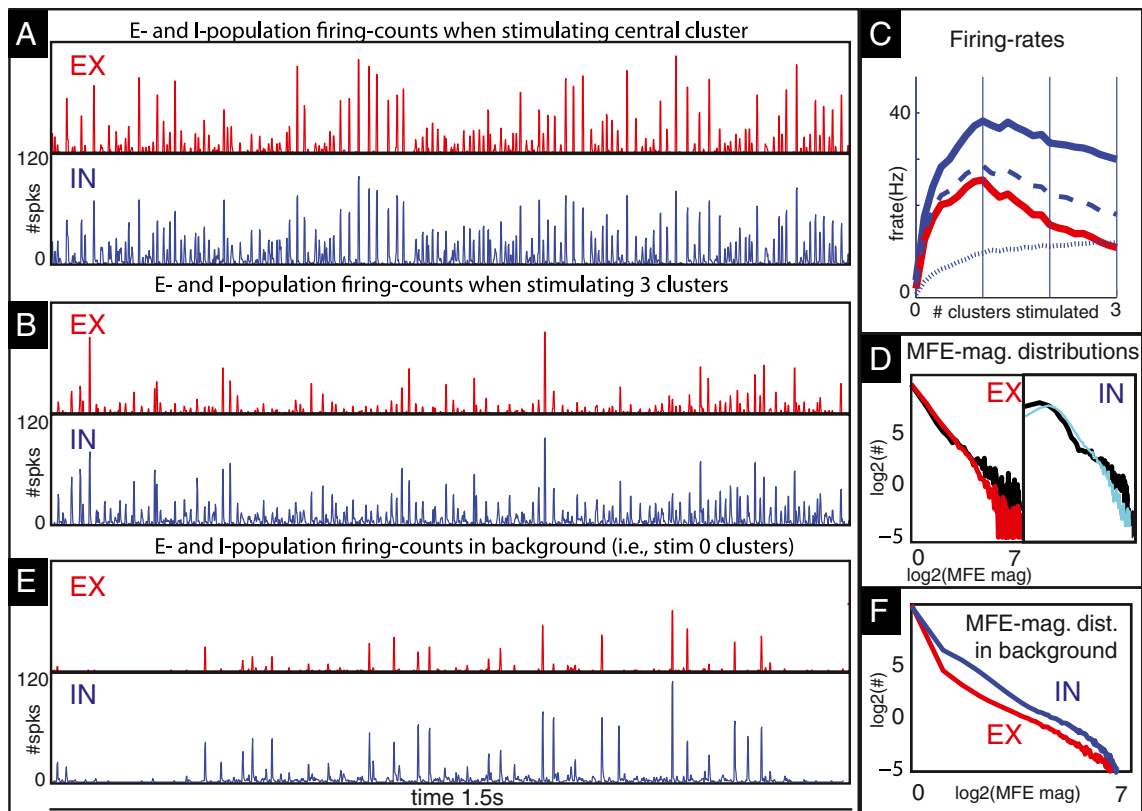 A
E- and I-population firing-counts when stimulating central cluster
EX
120
IN
#spks
0
E- and I-population firing-counts when stimulating 3 clusters
B
EX
120
IN
#spks
0
E- and I-population firing-counts in background (i.e., stim 0 clusters)
E
EX
120
IN
#spks
0
time 1.5s
C
Firing-rates
40
frate(Hz)
0
0
# clusters stimulated
3
D
MFE-mag. distributions
EX
IN
5
log2(#)
0
−5
0
7
log2(MFE mag)
F
MFE-mag. dist.
in background
5
IN
log2(#)
0
EX
−5
0
log2(MFE mag)
7